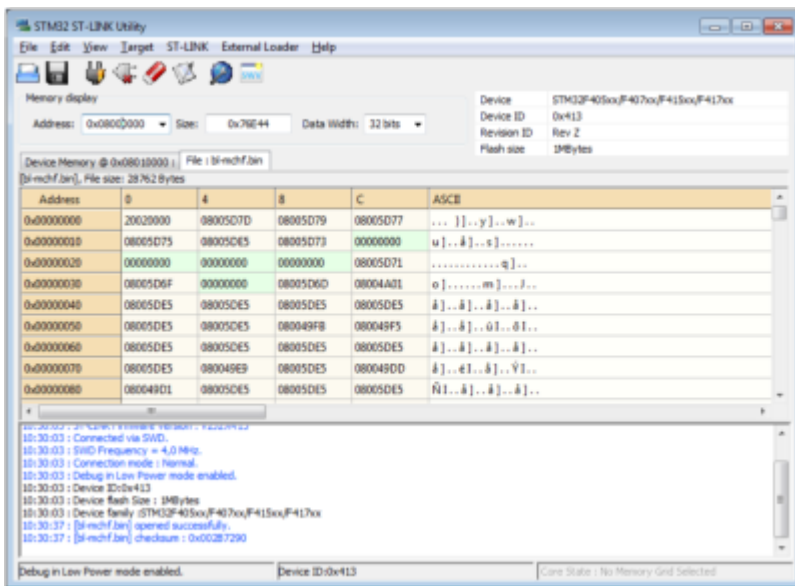 STM32 ST-LINK Utility
File Edit View Target ST-LINK External Loader Help
Memory display
Address: 0x08000000 Size: 0x76E44 Data Width: 32 bits
Device STM32F405xx/F407xx/F415xx/F417xx
Device ID 0x413
Revision ID Rev Z
Flash size 1MBytes
Device Memory @ 0x08010000 : File : bl-mchf.bin
[bl-mchf.bin], File size: 28762 Bytes
Address 0 4 8 C ASCII
0x00000000 20020000 08005D7D 08005D79 08005D77 ... }]..y]..w]..
0x00000010 08005D75 08005DE5 08005D73 00000000 u]..å]..s]......
0x00000020 00000000 00000000 00000000 08005D71 ............q]..
0x00000030 08005D6F 00000000 08005D6D 08004A01 o]......m]...J..
0x00000040 08005DE5 08005DE5 08005DE5 08005DE5 å]..å]..å]..å]..
0x00000050 08005DE5 08005DE5 080049FB 080049F5 å]..å]..ûI..õI..
0x00000060 08005DE5 08005DE5 08005DE5 08005DE5 å]..å]..å]..å]..
0x00000070 08005DE5 080049E9 08005DE5 080049DD å]..éI..å]..ÝI..
0x00000080 080049D1 08005DE5 08005DE5 08005DE5 ÑI..å]..å]..å]..
10:30:03 : Connected via SWD.
10:30:03 : SWD Frequency = 4,0 MHz.
10:30:03 : Connection mode : Normal.
10:30:03 : Debug in Low Power mode enabled.
10:30:03 : Device ID:0x413
10:30:03 : Device flash Size : 1MBytes
10:30:03 : Device family :STM32F405xx/F407xx/F415xx/F417xx
10:30:37 : [bl-mchf.bin] opened successfully.
10:30:37 : [bl-mchf.bin] checksum : 0x002B7290
Debug in Low Power mode enabled. Device ID:0x413 Core State : No Memory Grid Selected